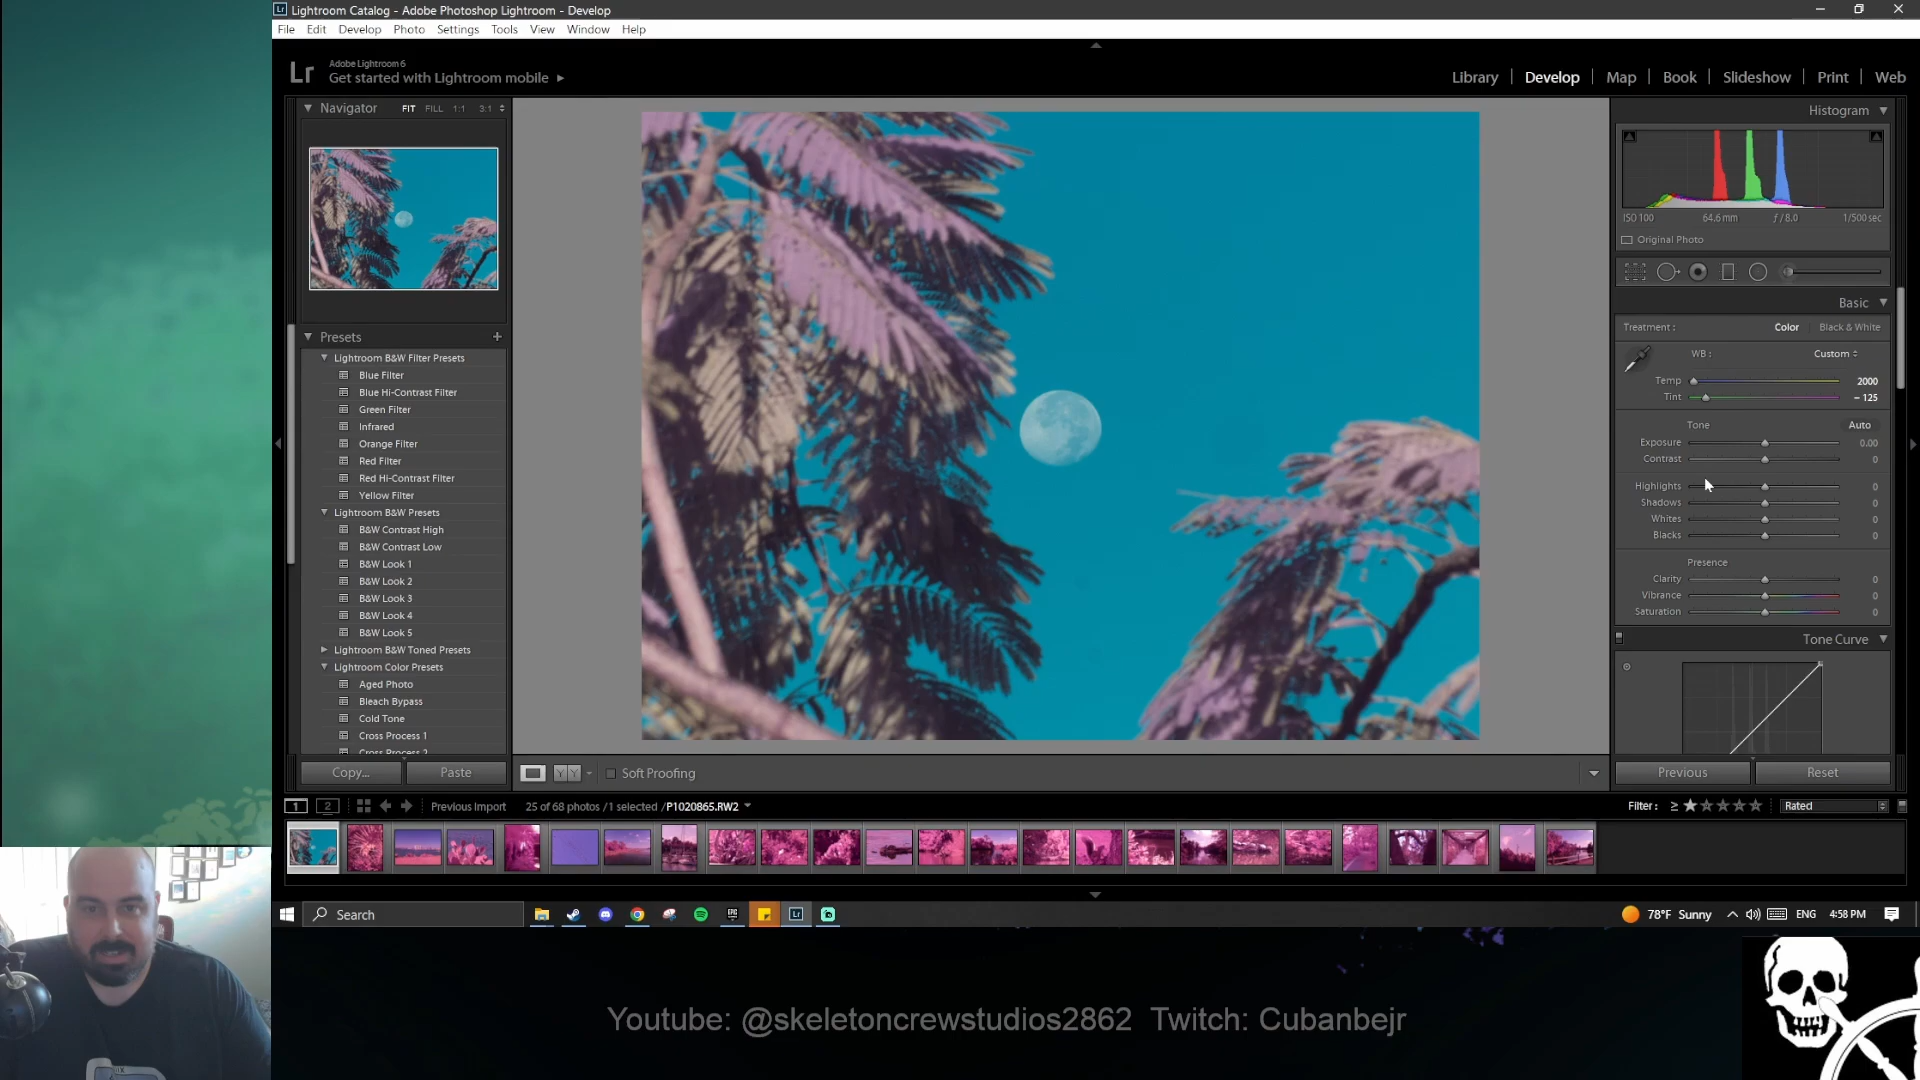 Lightroom Catalog - Adobe Photoshop Lightroom - Develop
File Edit Develop Photo Settings Tools View Window Help
Lr Adobe Lightroom 6
Get started with Lightroom mobile ▸
Library | Develop | Map | Book | Slideshow | Print | Web
Navigator FIT FILL 1:1 3:1
Histogram
ISO 100 64.6 mm ƒ / 8.0 1/500 sec
Original Photo
Basic
Treatment : Color Black & White
WB : Custom
Temp 2000
Tint – 125
Tone Auto
Exposure 0.00
Contrast 0
Highlights 0
Shadows 0
Whites 0
Blacks 0
Presence
Clarity 0
Vibrance 0
Saturation 0
Tone Curve
Previous Reset
Presets +
Lightroom B&W Filter Presets
Blue Filter
Blue Hi-Contrast Filter
Green Filter
Infrared
Orange Filter
Red Filter
Red Hi-Contrast Filter
Yellow Filter
Lightroom B&W Presets
B&W Contrast High
B&W Contrast Low
B&W Look 1
B&W Look 2
B&W Look 3
B&W Look 4
B&W Look 5
Lightroom B&W Toned Presets
Lightroom Color Presets
Aged Photo
Bleach Bypass
Cold Tone
Cross Process 1
Cross Process 2
Copy... Paste
YY Soft Proofing
1 2 Previous Import 25 of 68 photos / 1 selected / P1020865.RW2
Filter : ≥ Rated
Search
EPIC Lr
78°F Sunny ENG 4:58 PM
Youtube: @skeletoncrewstudios2862 Twitch: Cubanbejr